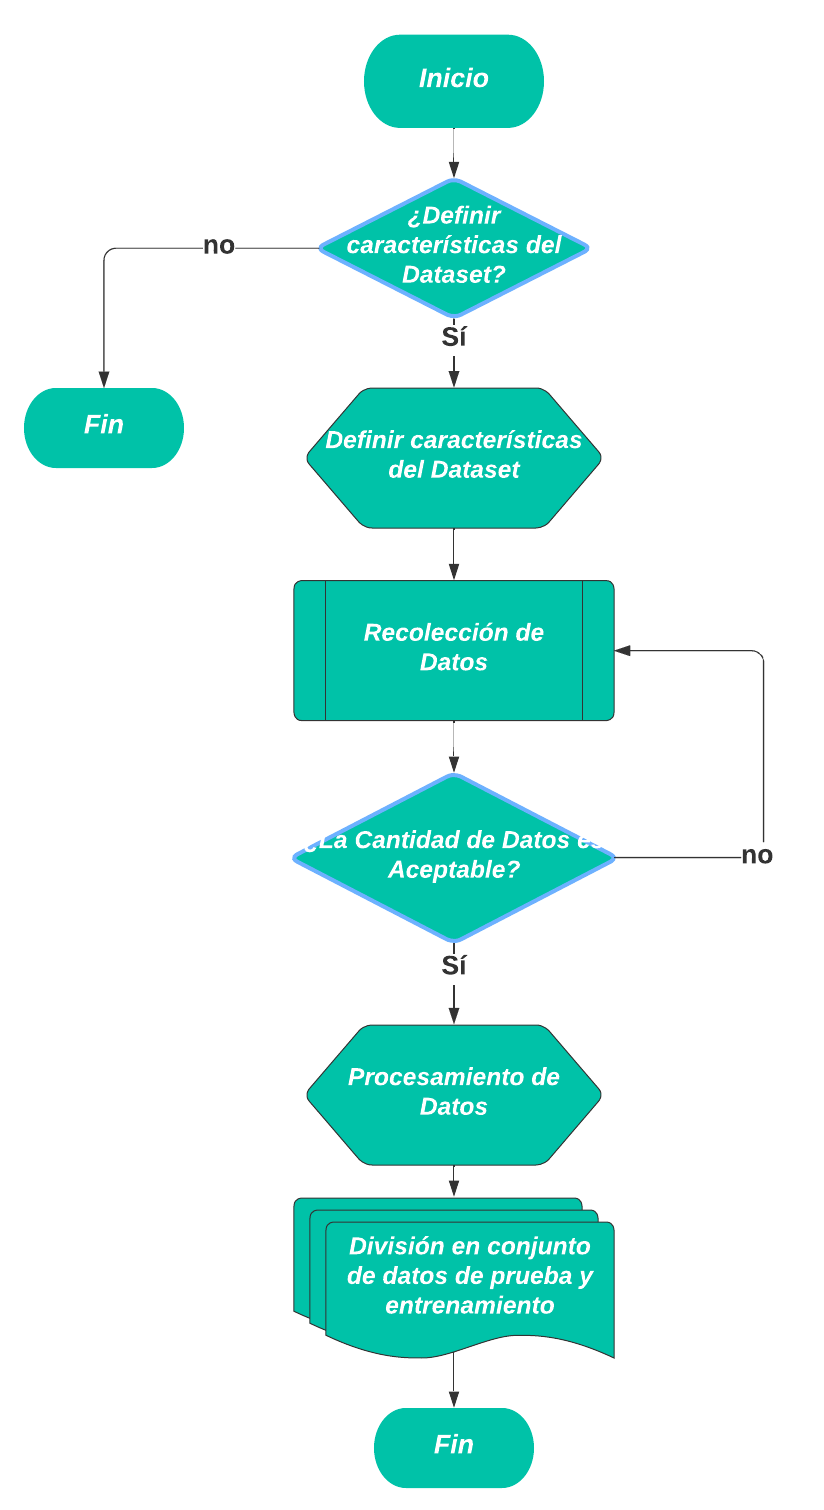 Inicio
¿Definir
características del
Dataset?
no
Sí
Fin
Definir características
del Dataset
Recolección de
Datos
¿La Cantidad de Datos es
Aceptable?
no
Sí
Procesamiento de
Datos
División en conjunto
de datos de prueba y
entrenamiento
Fin